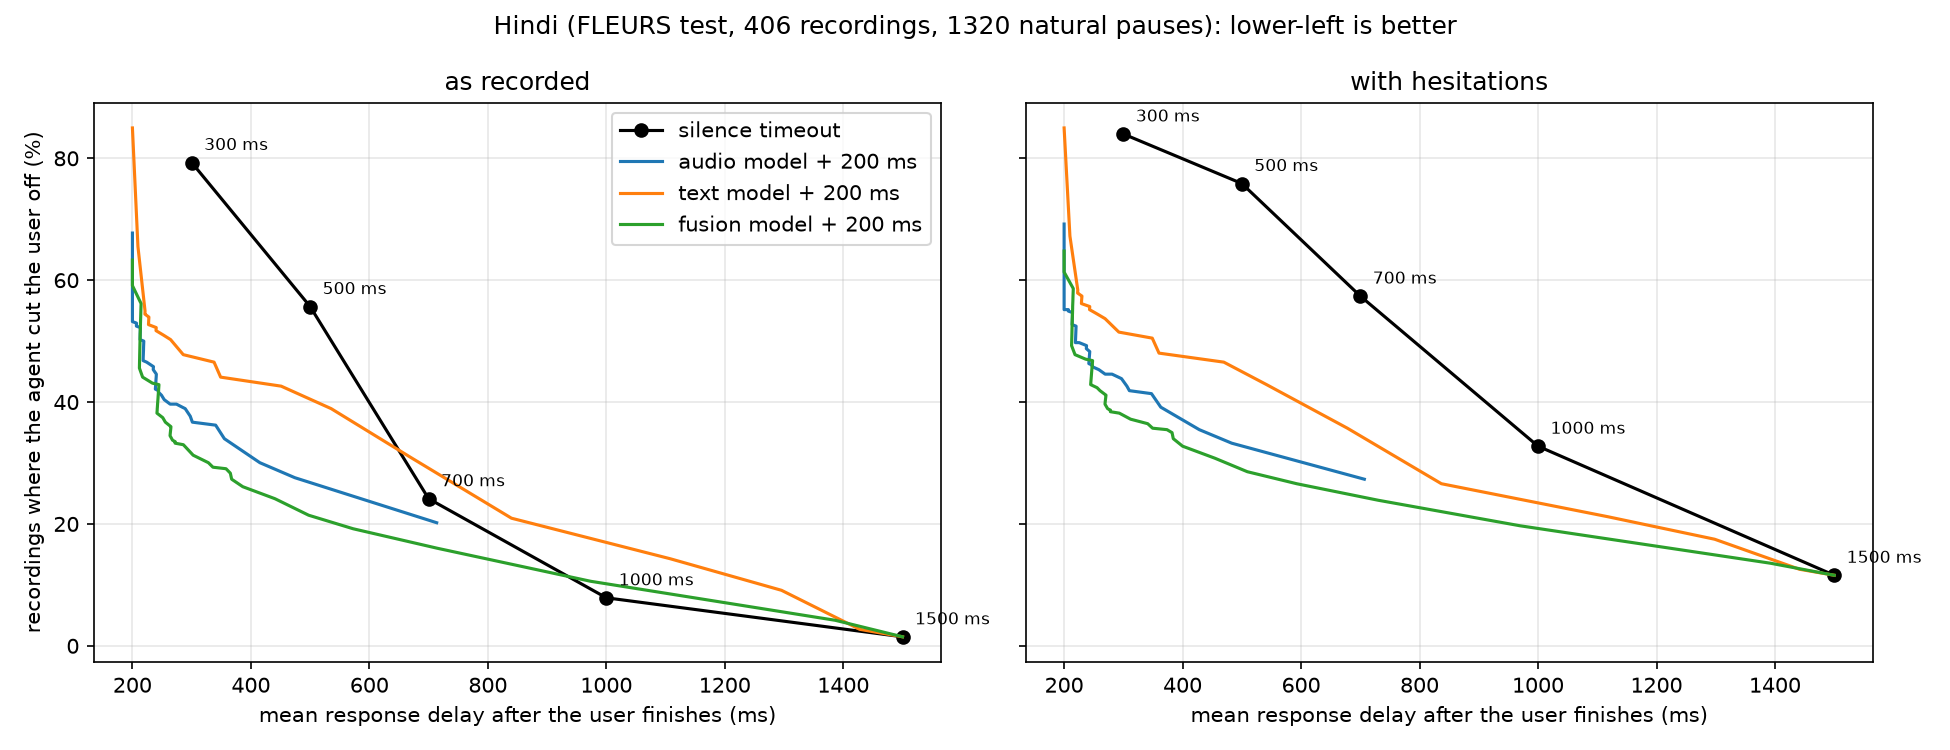 Hindi (FLEURS test, 406 recordings, 1320 natural pauses): lower-left is better
as recorded
recordings where the agent cut the user off (%)
80
60
40
20
0
300 ms
500 ms
700 ms
1000 ms
1500 ms
silence timeout
audio model + 200 ms
text model + 200 ms
fusion model + 200 ms
200 400 600 800 1000 1200 1400
mean response delay after the user finishes (ms)
with hesitations
300 ms
500 ms
700 ms
1000 ms
1500 ms
200 400 600 800 1000 1200 1400
mean response delay after the user finishes (ms)